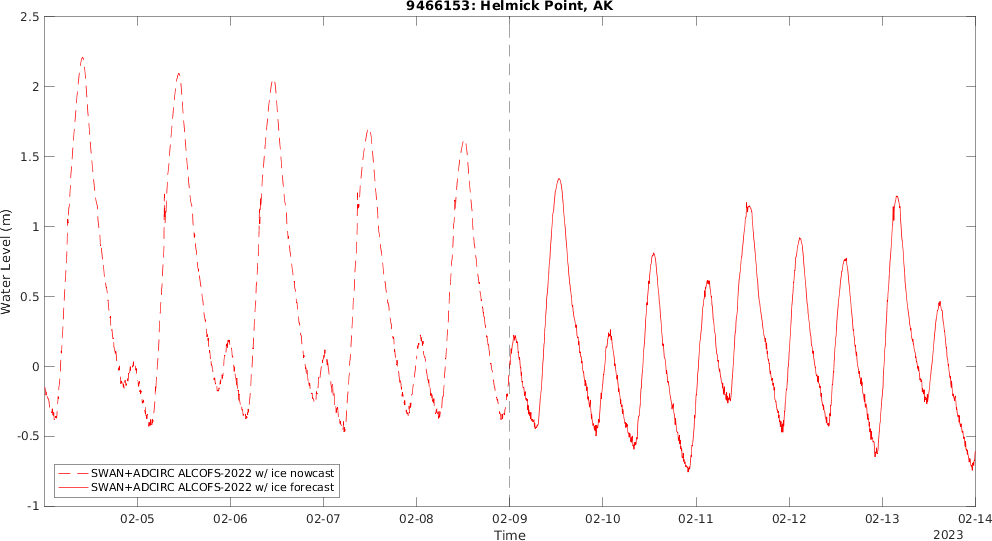 9466153: Helmick Point, AK
2.5
2
1.5
1
0.5
0
-0.5
-1
Water Level (m)
SWAN+ADCIRC ALCOFS-2022 w/ ice nowcast
SWAN+ADCIRC ALCOFS-2022 w/ ice forecast
02-05 02-06 02-07 02-08 02-09 02-10 02-11 02-12 02-13 02-14
Time
2023